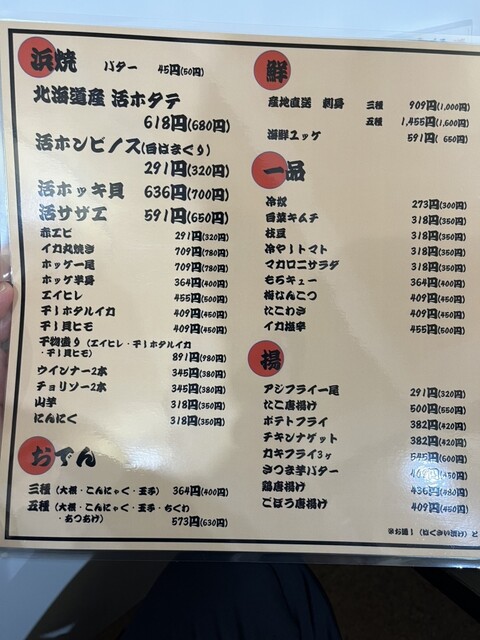 浜焼 バター 45円(50円)
北海道産 活ホタテ
618円(680円)
活ホンビノス(白はまぐり)
291円(320円)
活ホッキ貝 636円(700円)
活サザエ 591円(650円)
赤エビ 291円(320円)
イカ丸焼き 709円(780円)
ホッケ一尾 709円(780円)
ホッケ半身 364円(400円)
エイヒレ 455円(500円)
干しホタルイカ 409円(450円)
干し貝ヒモ 409円(450円)
干物盛り(エイヒレ・干しホタルイカ
・干し貝ヒモ) 891円(980円)
ウインナー2本 345円(380円)
チョリソー2本 345円(380円)
山芋 318円(350円)
にんにく 318円(350円)
おでん
三種(大根・こんにゃく・玉子) 364円(400円)
五種(大根・こんにゃく・玉子・ちくわ
・あつあげ) 573円(630円)
鮮
産地直送 刺身 三種 909円(1,000円)
五種 1,455円(1,600円)
海鮮ユッケ 591円(650円)
一品
冷奴 273円(300円)
白菜キムチ 318円(350円)
枝豆 318円(350円)
冷やしトマト 318円(350円)
マカロニサラダ 318円(350円)
もろキュー 364円(400円)
梅なんこつ 409円(450円)
たこわさ 409円(450円)
イカ塩辛 455円(500円)
揚
アジフライ一尾 291円(320円)
たこ唐揚げ 500円(550円)
ポテトフライ 382円(420円)
チキンナゲット 382円(420円)
カキフライ3ヶ 545円(600円)
さつま芋バター 409円(450円)
鶏唐揚げ 436円(480円)
ごぼう唐揚げ 409円(450円)
※お通し(はくさい漬け)と